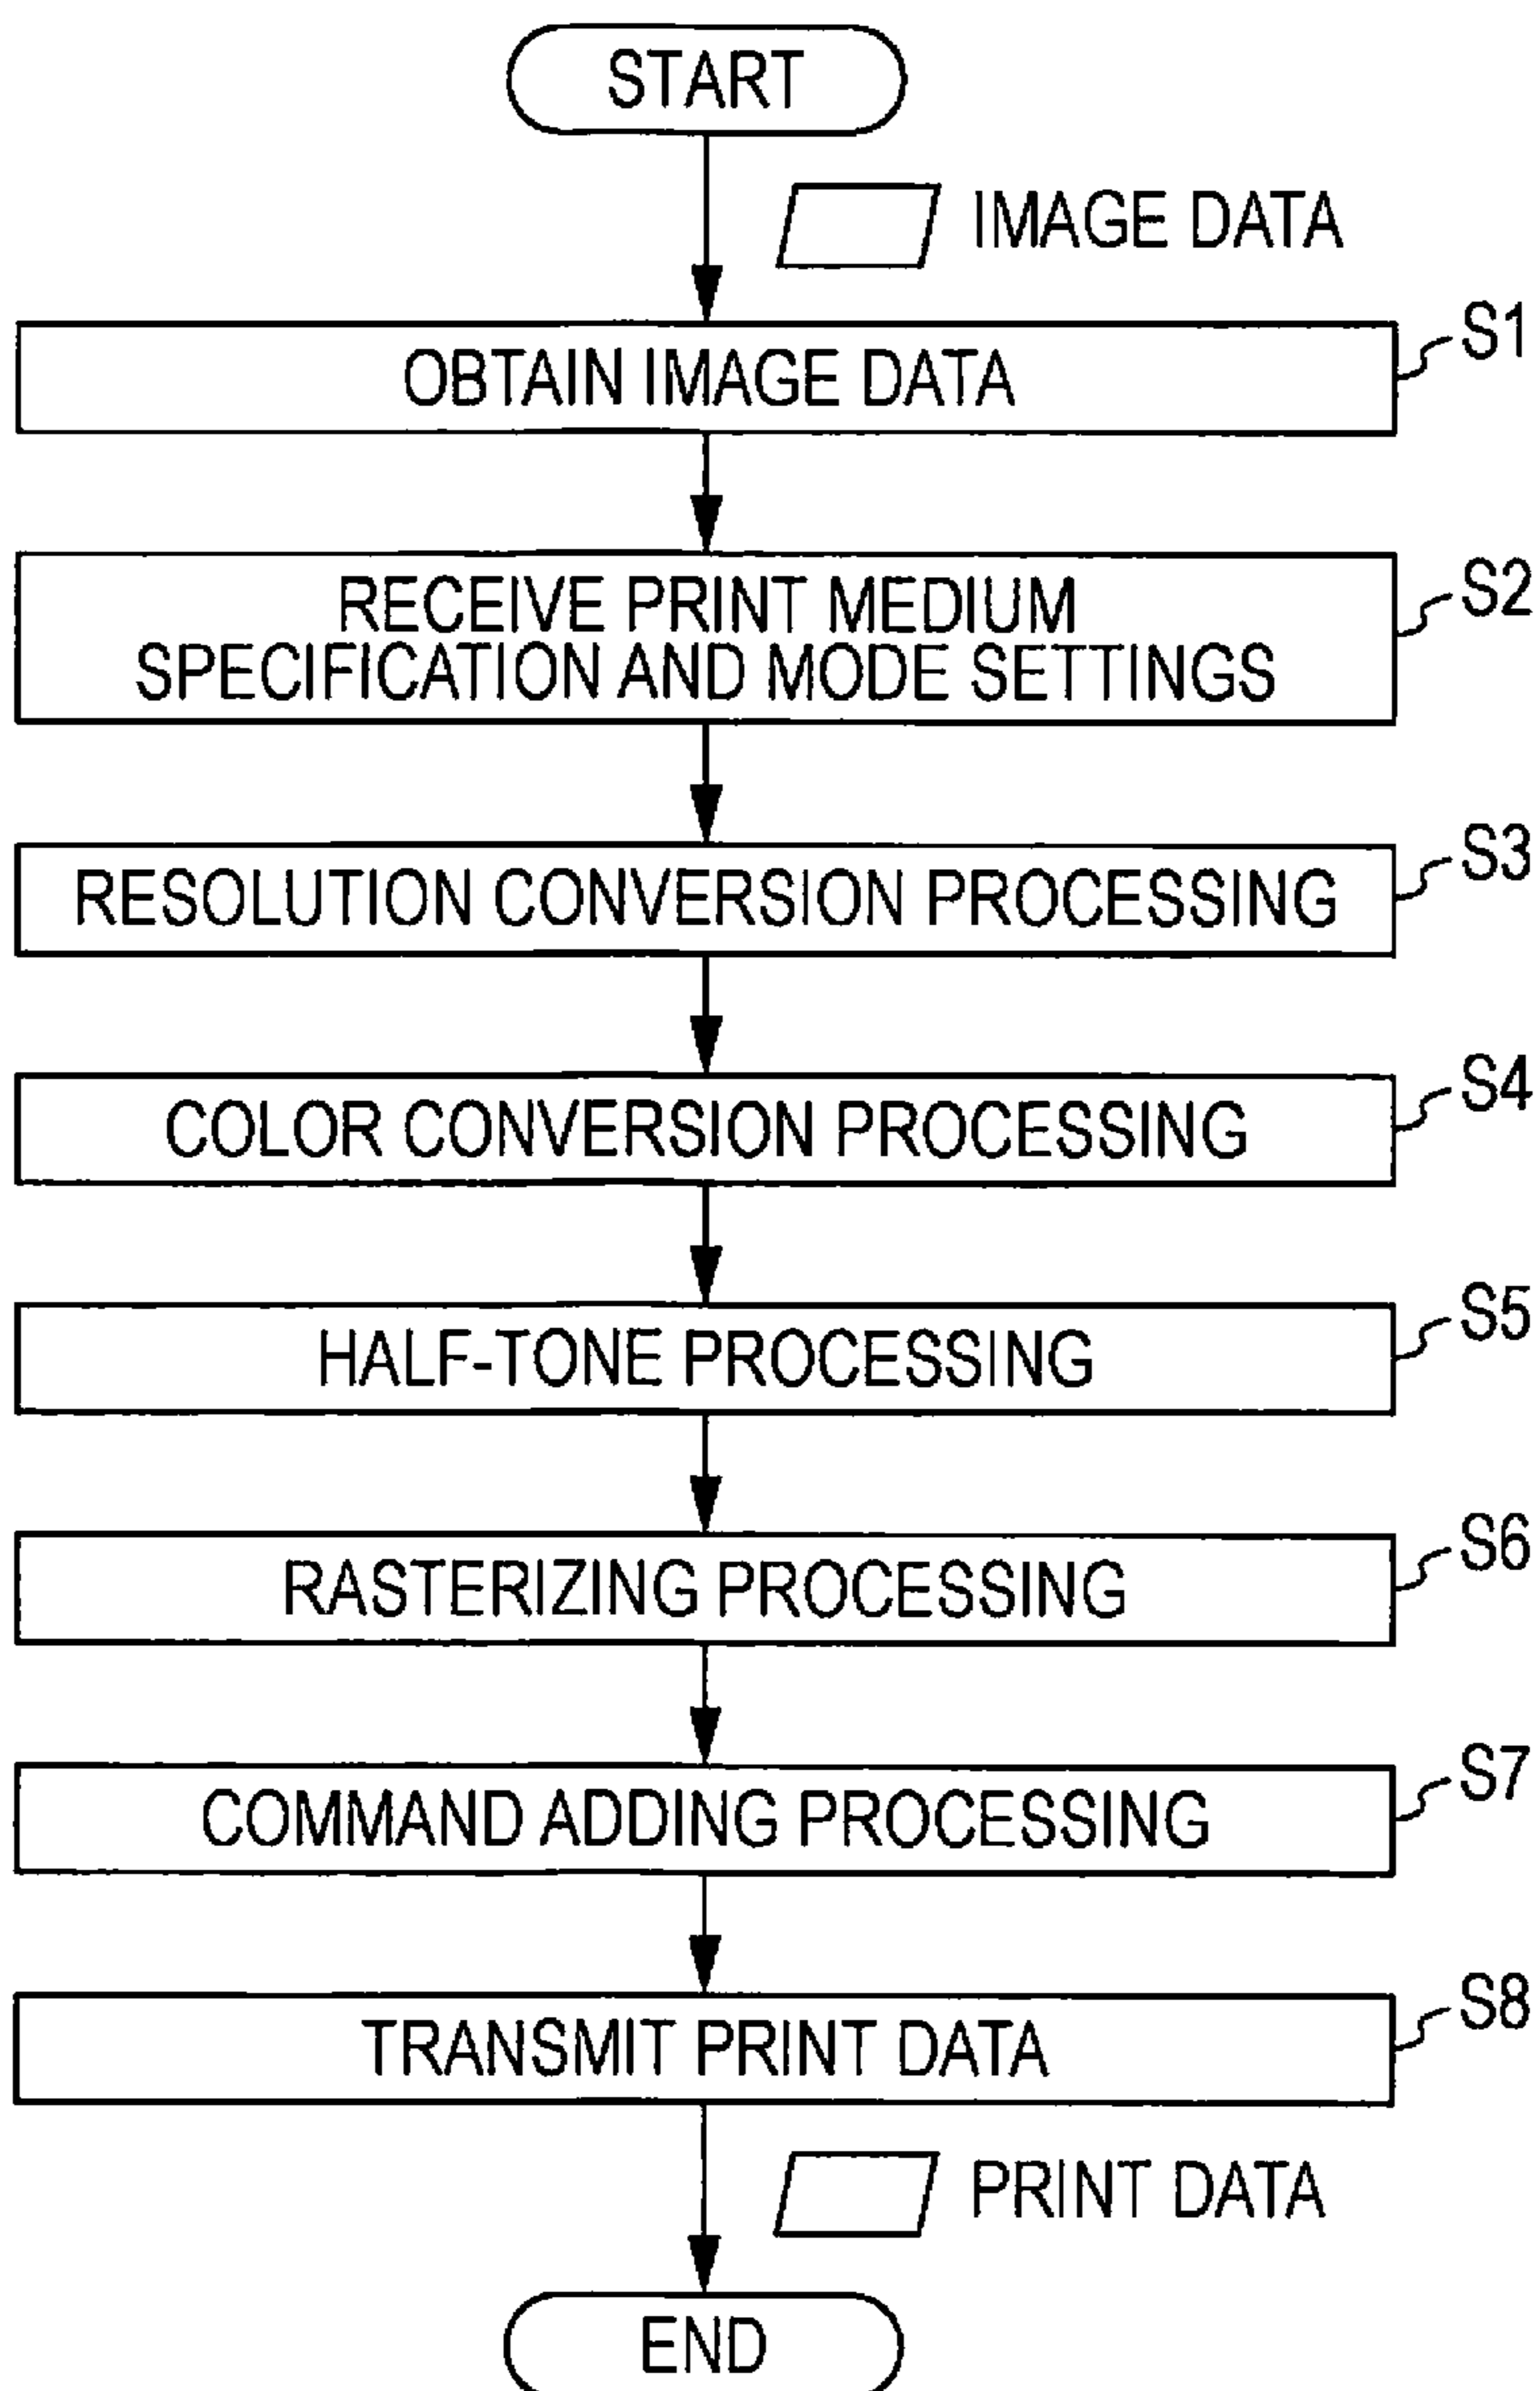 START
IMAGE DATA
S1
OBTAIN IMAGE DATA
S2
RECEIVE PRINT MEDIUM
SPECIFICATION AND MODE SETTINGS
S3
RESOLUTION CONVERSION PROCESSING
S4
COLOR CONVERSION PROCESSING
S5
HALF-TONE PROCESSING
S6
RASTERIZING PROCESSING
S7
COMMAND ADDING PROCESSING
S8
TRANSMIT PRINT DATA
PRINT DATA
END